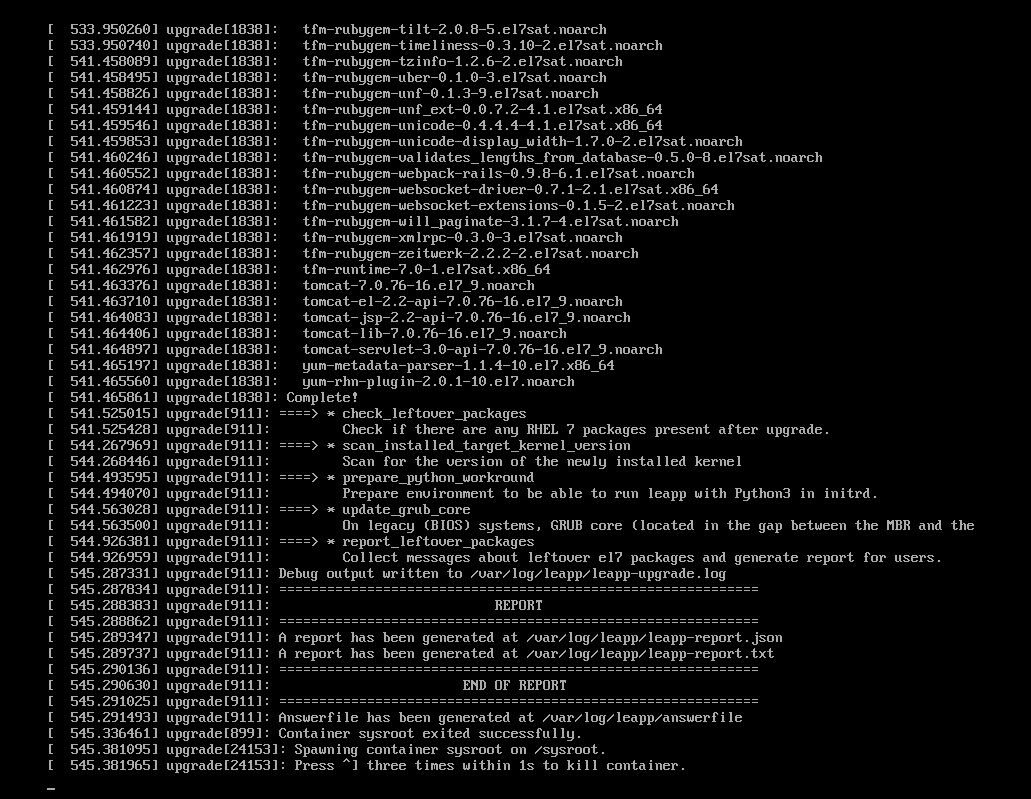 [  533.950260] upgrade[1838]:   tfm-rubygem-tilt-2.0.8-5.el7sat.noarch
[  533.950740] upgrade[1838]:   tfm-rubygem-timeliness-0.3.10-2.el7sat.noarch
[  541.458089] upgrade[1838]:   tfm-rubygem-tzinfo-1.2.6-2.el7sat.noarch
[  541.458495] upgrade[1838]:   tfm-rubygem-uber-0.1.0-3.el7sat.noarch
[  541.458826] upgrade[1838]:   tfm-rubygem-unf-0.1.3-9.el7sat.noarch
[  541.459144] upgrade[1838]:   tfm-rubygem-unf_ext-0.0.7.2-4.1.el7sat.x86_64
[  541.459546] upgrade[1838]:   tfm-rubygem-unicode-0.4.4.4-4.1.el7sat.x86_64
[  541.459853] upgrade[1838]:   tfm-rubygem-unicode-display_width-1.7.0-2.el7sat.noarch
[  541.460246] upgrade[1838]:   tfm-rubygem-validates_lengths_from_database-0.5.0-8.el7sat.noarch
[  541.460552] upgrade[1838]:   tfm-rubygem-webpack-rails-0.9.8-6.1.el7sat.noarch
[  541.460874] upgrade[1838]:   tfm-rubygem-websocket-driver-0.7.1-2.1.el7sat.x86_64
[  541.461223] upgrade[1838]:   tfm-rubygem-websocket-extensions-0.1.5-2.el7sat.noarch
[  541.461582] upgrade[1838]:   tfm-rubygem-will_paginate-3.1.7-4.el7sat.noarch
[  541.461919] upgrade[1838]:   tfm-rubygem-xmlrpc-0.3.0-3.el7sat.noarch
[  541.462357] upgrade[1838]:   tfm-rubygem-zeitwerk-2.2.2-2.el7sat.noarch
[  541.462976] upgrade[1838]:   tfm-runtime-7.0-1.el7sat.x86_64
[  541.463376] upgrade[1838]:   tomcat-7.0.76-16.el7_9.noarch
[  541.463710] upgrade[1838]:   tomcat-el-2.2-api-7.0.76-16.el7_9.noarch
[  541.464083] upgrade[1838]:   tomcat-jsp-2.2-api-7.0.76-16.el7_9.noarch
[  541.464406] upgrade[1838]:   tomcat-lib-7.0.76-16.el7_9.noarch
[  541.464897] upgrade[1838]:   tomcat-servlet-3.0-api-7.0.76-16.el7_9.noarch
[  541.465197] upgrade[1838]:   yum-metadata-parser-1.1.4-10.el7.x86_64
[  541.465560] upgrade[1838]:   yum-rhn-plugin-2.0.1-10.el7.noarch
[  541.465861] upgrade[1838]: Complete!
[  541.525015] upgrade[911]: ====> * check_leftover_packages
[  541.525428] upgrade[911]:         Check if there are any RHEL 7 packages present after upgrade.
[  544.267969] upgrade[911]: ====> * scan_installed_target_kernel_version
[  544.268446] upgrade[911]:         Scan for the version of the newly installed kernel
[  544.493595] upgrade[911]: ====> * prepare_python_workround
[  544.494070] upgrade[911]:         Prepare environment to be able to run leapp with Python3 in initrd.
[  544.563028] upgrade[911]: ====> * update_grub_core
[  544.563500] upgrade[911]:         On legacy (BIOS) systems, GRUB core (located in the gap between the MBR and the
[  544.926381] upgrade[911]: ====> * report_leftover_packages
[  544.926959] upgrade[911]:         Collect messages about leftover el7 packages and generate report for users.
[  545.287331] upgrade[911]: Debug output written to /var/log/leapp/leapp-upgrade.log
[  545.287834] upgrade[911]: ============================================================
[  545.288383] upgrade[911]:                            REPORT
[  545.288862] upgrade[911]: ============================================================
[  545.289347] upgrade[911]: A report has been generated at /var/log/leapp/leapp-report.json
[  545.289737] upgrade[911]: A report has been generated at /var/log/leapp/leapp-report.txt
[  545.290136] upgrade[911]: ============================================================
[  545.290630] upgrade[911]:                        END OF REPORT
[  545.291025] upgrade[911]: ============================================================
[  545.291493] upgrade[911]: Answerfile has been generated at /var/log/leapp/answerfile
[  545.336461] upgrade[899]: Container sysroot exited successfully.
[  545.381095] upgrade[24153]: Spawning container sysroot on /sysroot.
[  545.381965] upgrade[24153]: Press ^] three times within 1s to kill container.
_